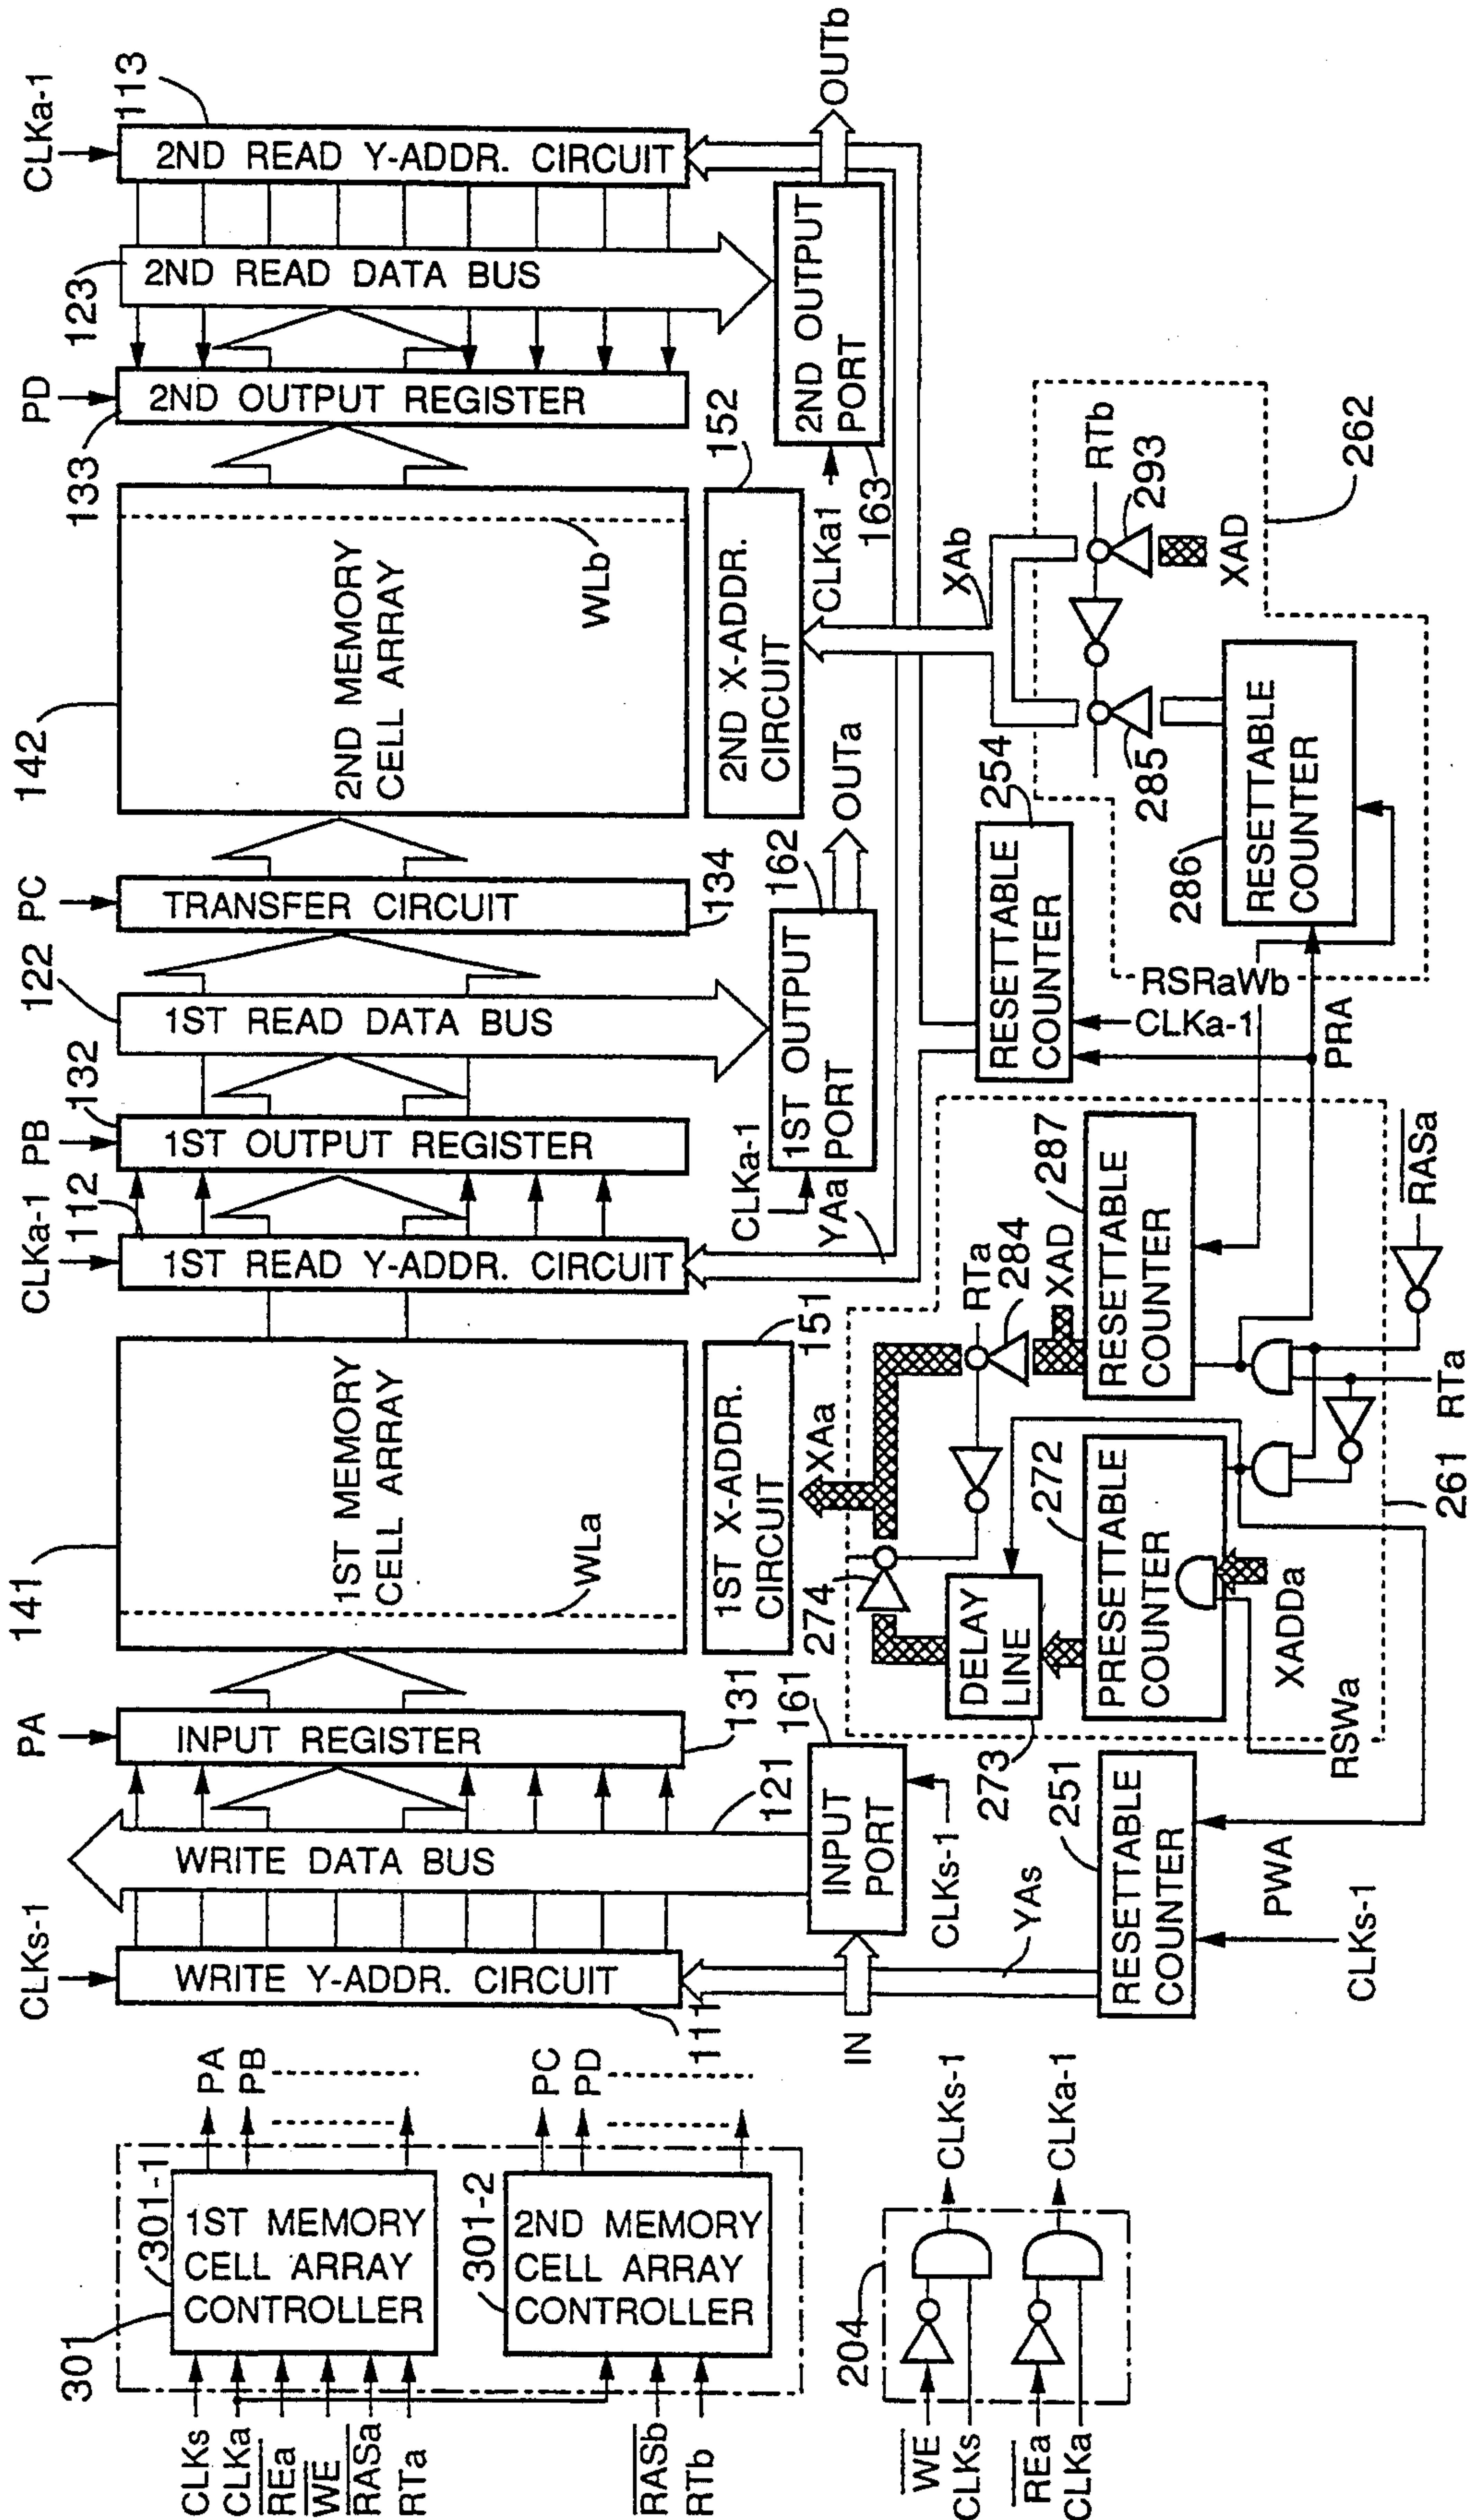 CLKs
CLKa
REa
WE
RASa
RTa
RASb
RTb
301
301-1
1ST MEMORY
CELL ARRAY
CONTROLLER
301-2
2ND MEMORY
CELL ARRAY
CONTROLLER
PA
PB
PC
PD
WE
CLKs
REa
CLKa
204
CLKs-1
CLKa-1
CLKs-1
WRITE Y-ADDR. CIRCUIT
111
WRITE DATA BUS
121
PA
INPUT REGISTER
131
141
1ST MEMORY
CELL ARRAY
WLa
CLKa-1
112
1ST READ Y-ADDR. CIRCUIT
PB
132
1ST OUTPUT REGISTER
122
1ST READ DATA BUS
PC
TRANSFER CIRCUIT
134
142
2ND MEMORY
CELL ARRAY
WLb
PD
133
2ND OUTPUT REGISTER
123
2ND READ DATA BUS
CLKa-1
113
2ND READ Y-ADDR. CIRCUIT
IN
INPUT
PORT
161
CLKs-1
YAs
1ST X-ADDR.
CIRCUIT
151
XAa
CLKa-1
YAa
1ST OUTPUT
PORT
162
OUTa
2ND X-ADDR.
CIRCUIT
152
CLKa1
2ND OUTPUT
PORT
163
OUTb
RESETTABLE
COUNTER
251
PWA
CLKs-1
274
DELAY
LINE
273
PRESETTABLE
COUNTER
272
XADDa
RSWa
RTa
284
XAD
287
RESETTABLE
COUNTER
261
RTa
RASa
RESETTABLE
COUNTER
254
CLKa-1
RSRaWb
PRA
XAb
285
286
RESETTABLE
COUNTER
RTb
293
XAD
262